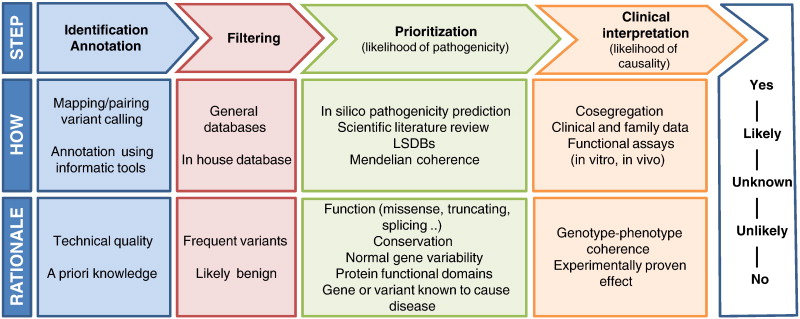 STEP
Identification
Annotation
Filtering
Prioritization
(likelihood of pathogenicity)
Clinical
interpretation
(likelihood of
causality)
HOW
Mapping/pairing
variant calling
Annotation using
informatic tools
General
databases
In house database
In silico pathogenicity prediction
Scientific literature review
LSDBs
Mendelian coherence
Cosegregation
Clinical and family data
Functional assays
(in vitro, in vivo)
RATIONALE
Technical quality
A priori knowledge
Frequent variants
Likely benign
Function (missense, truncating,
splicing ..)
Conservation
Normal gene variability
Protein functional domains
Gene or variant known to cause
disease
Genotype-phenotype
coherence
Experimentally proven
effect
Yes
Likely
Unknown
Unlikely
No